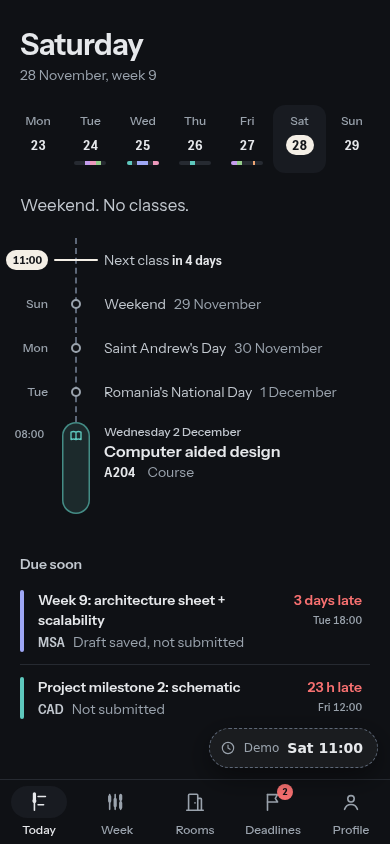 Saturday
28 November, week 9
Mon Tue Wed Thu Fri Sat Sun
23 24 25 26 27 28 29
Weekend. No classes.
11:00 Next class in 4 days
Sun Weekend 29 November
Mon Saint Andrew's Day 30 November
Tue Romania's National Day 1 December
08:00 Wednesday 2 December
Computer aided design
A204 Course
Due soon
Week 9: architecture sheet + 3 days late
scalability Tue 18:00
MSA Draft saved, not submitted
Project milestone 2: schematic 23 h late
CAD Not submitted Fri 12:00
Demo Sat 11:00
2
Today Week Rooms Deadlines Profile